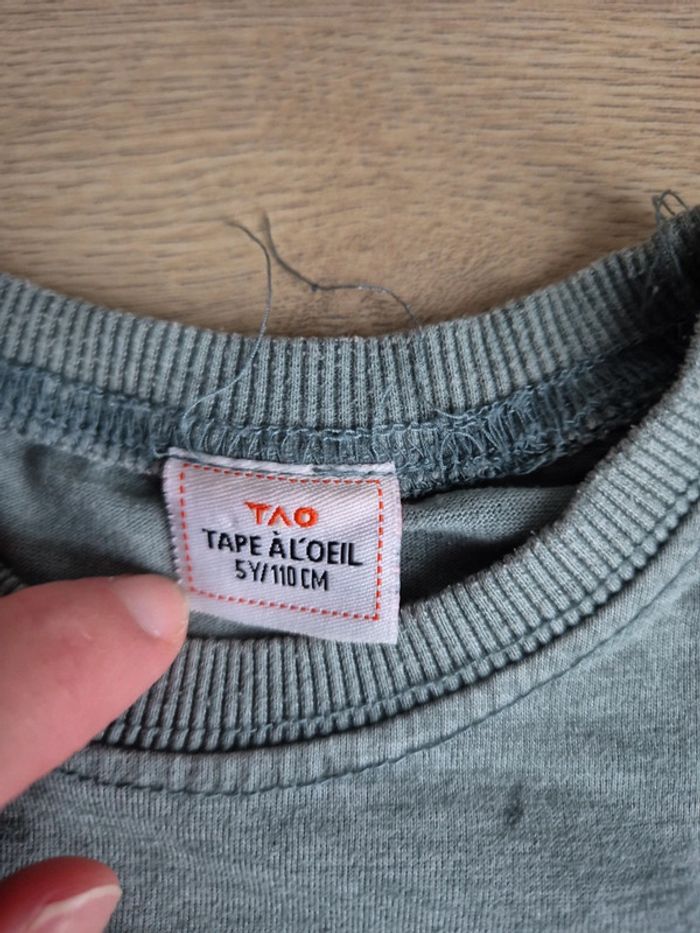 TAO
TAPE À L'OEIL
5Y/110 CM